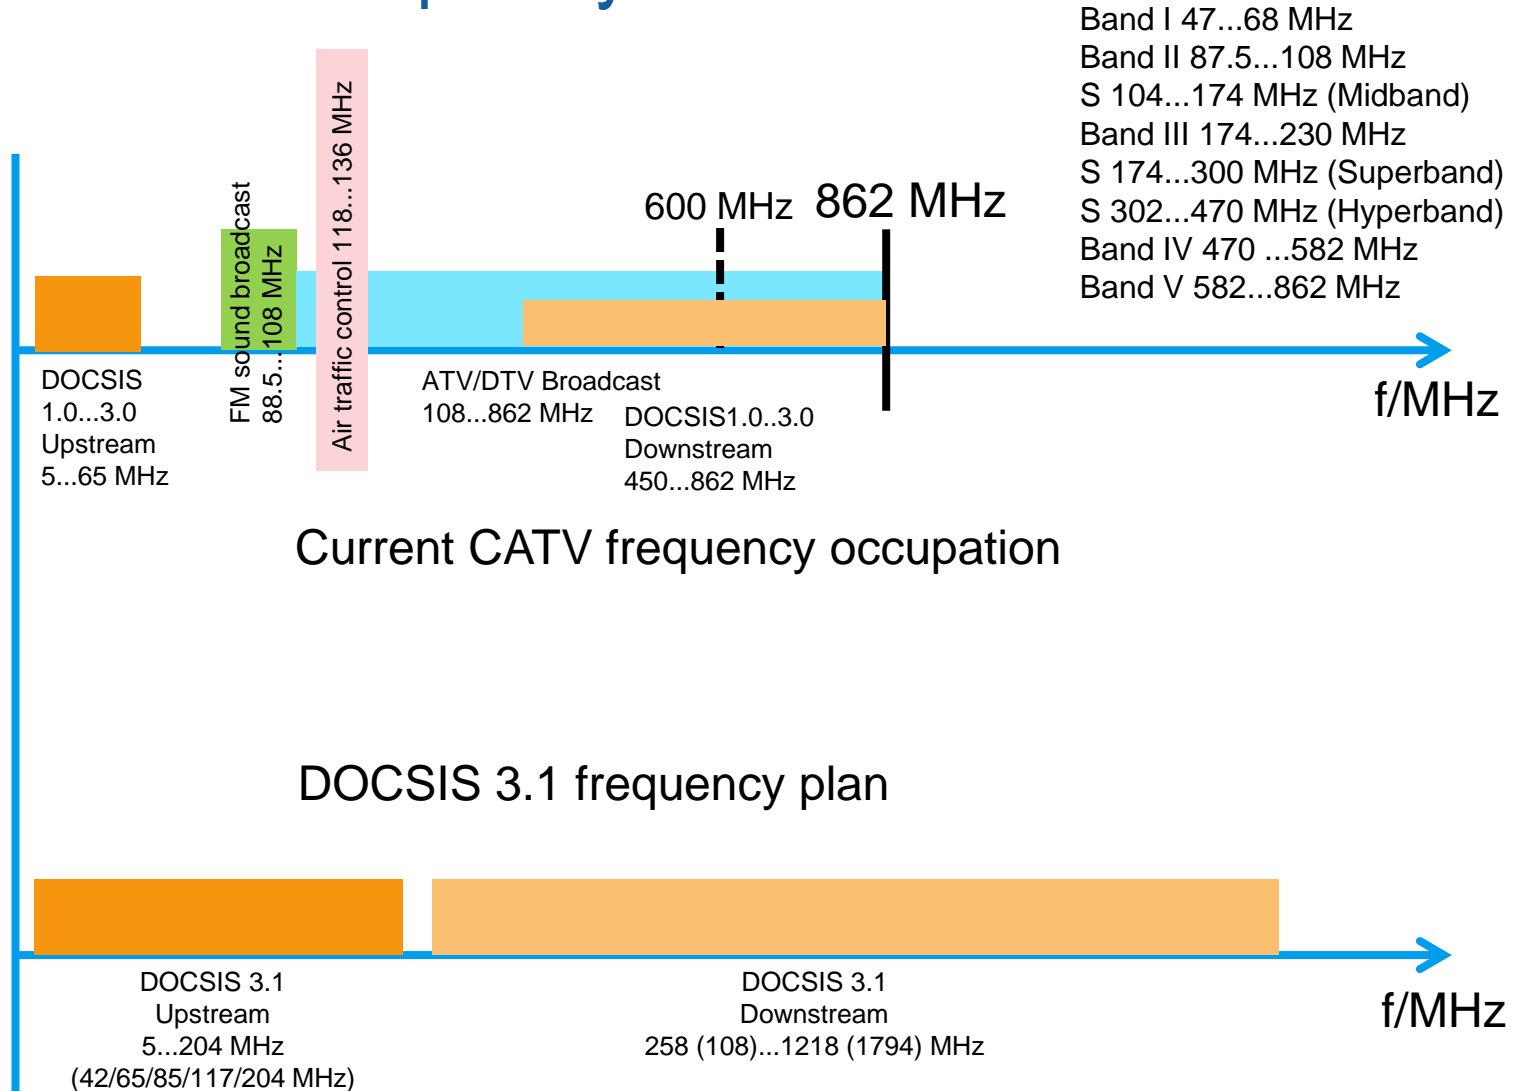 Band I 47...68 MHz
Band II 87.5...108 MHz
S 104...174 MHz (Midband)
Band III 174...230 MHz
S 174...300 MHz (Superband)
S 302...470 MHz (Hyperband)
Band IV 470 ...582 MHz
Band V 582...862 MHz
600 MHz
862 MHz
FM sound broadcast
88.5...108 MHz
Air traffic control 118...136 MHz
DOCSIS
1.0...3.0
Upstream
5...65 MHz
ATV/DTV Broadcast
108...862 MHz
DOCSIS1.0..3.0
Downstream
450...862 MHz
f/MHz
Current CATV frequency occupation
DOCSIS 3.1 frequency plan
DOCSIS 3.1
Upstream
5...204 MHz
(42/65/85/117/204 MHz)
DOCSIS 3.1
Downstream
258 (108)...1218 (1794) MHz
f/MHz